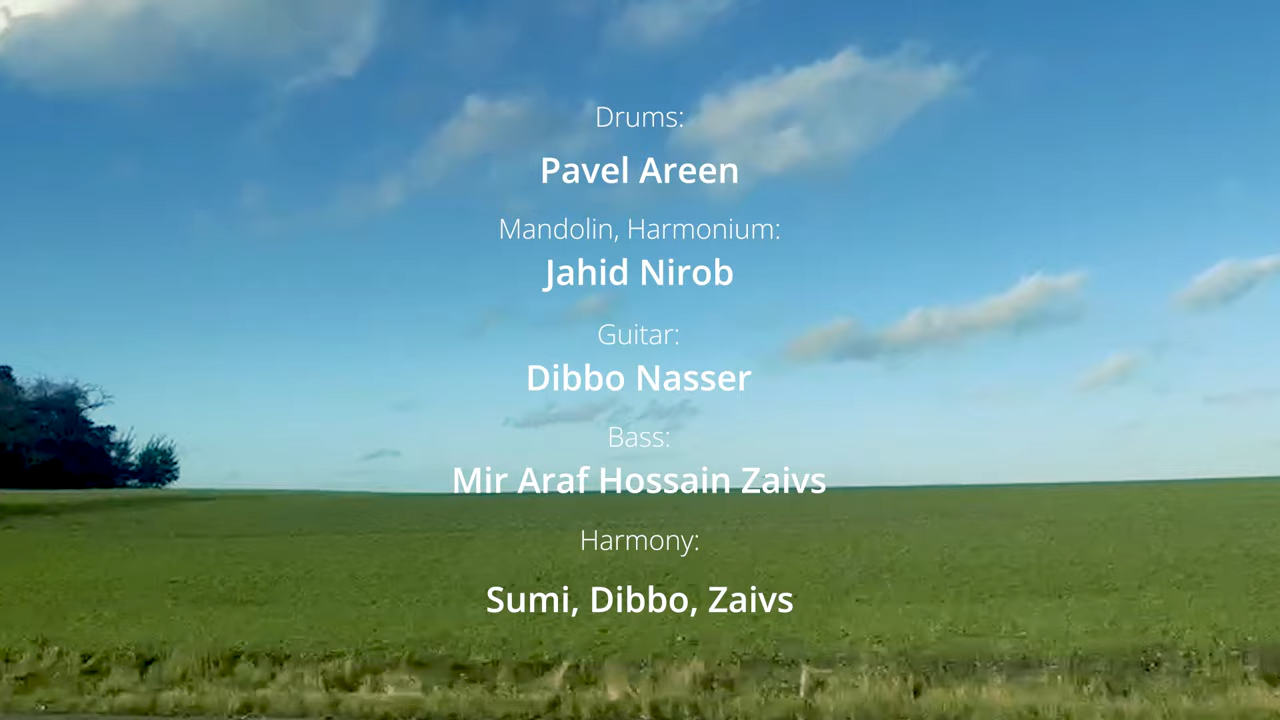 Drums:
Pavel Areen
Mandolin, Harmonium:
Jahid Nirob
Guitar:
Dibbo Nasser
Bass:
Mir Araf Hossain Zaivs
Harmony:
Sumi, Dibbo, Zaivs